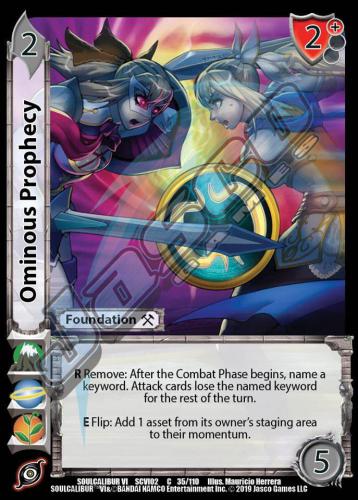 2
2 +
Ominous Prophecy
Foundation
R Remove: After the Combat Phase begins, name a
keyword. Attack cards lose the named keyword
for the rest of the turn.
E Flip: Add 1 asset from its owner's staging area
to their momentum.
5
SOULCALIBUR VI SCVI02 C 35/110 Illus. Mauricio Herrera
SOULCALIBUR™VI&©BANDAI NAMCO Entertainment Inc. © 2019 Jasco Games LLC